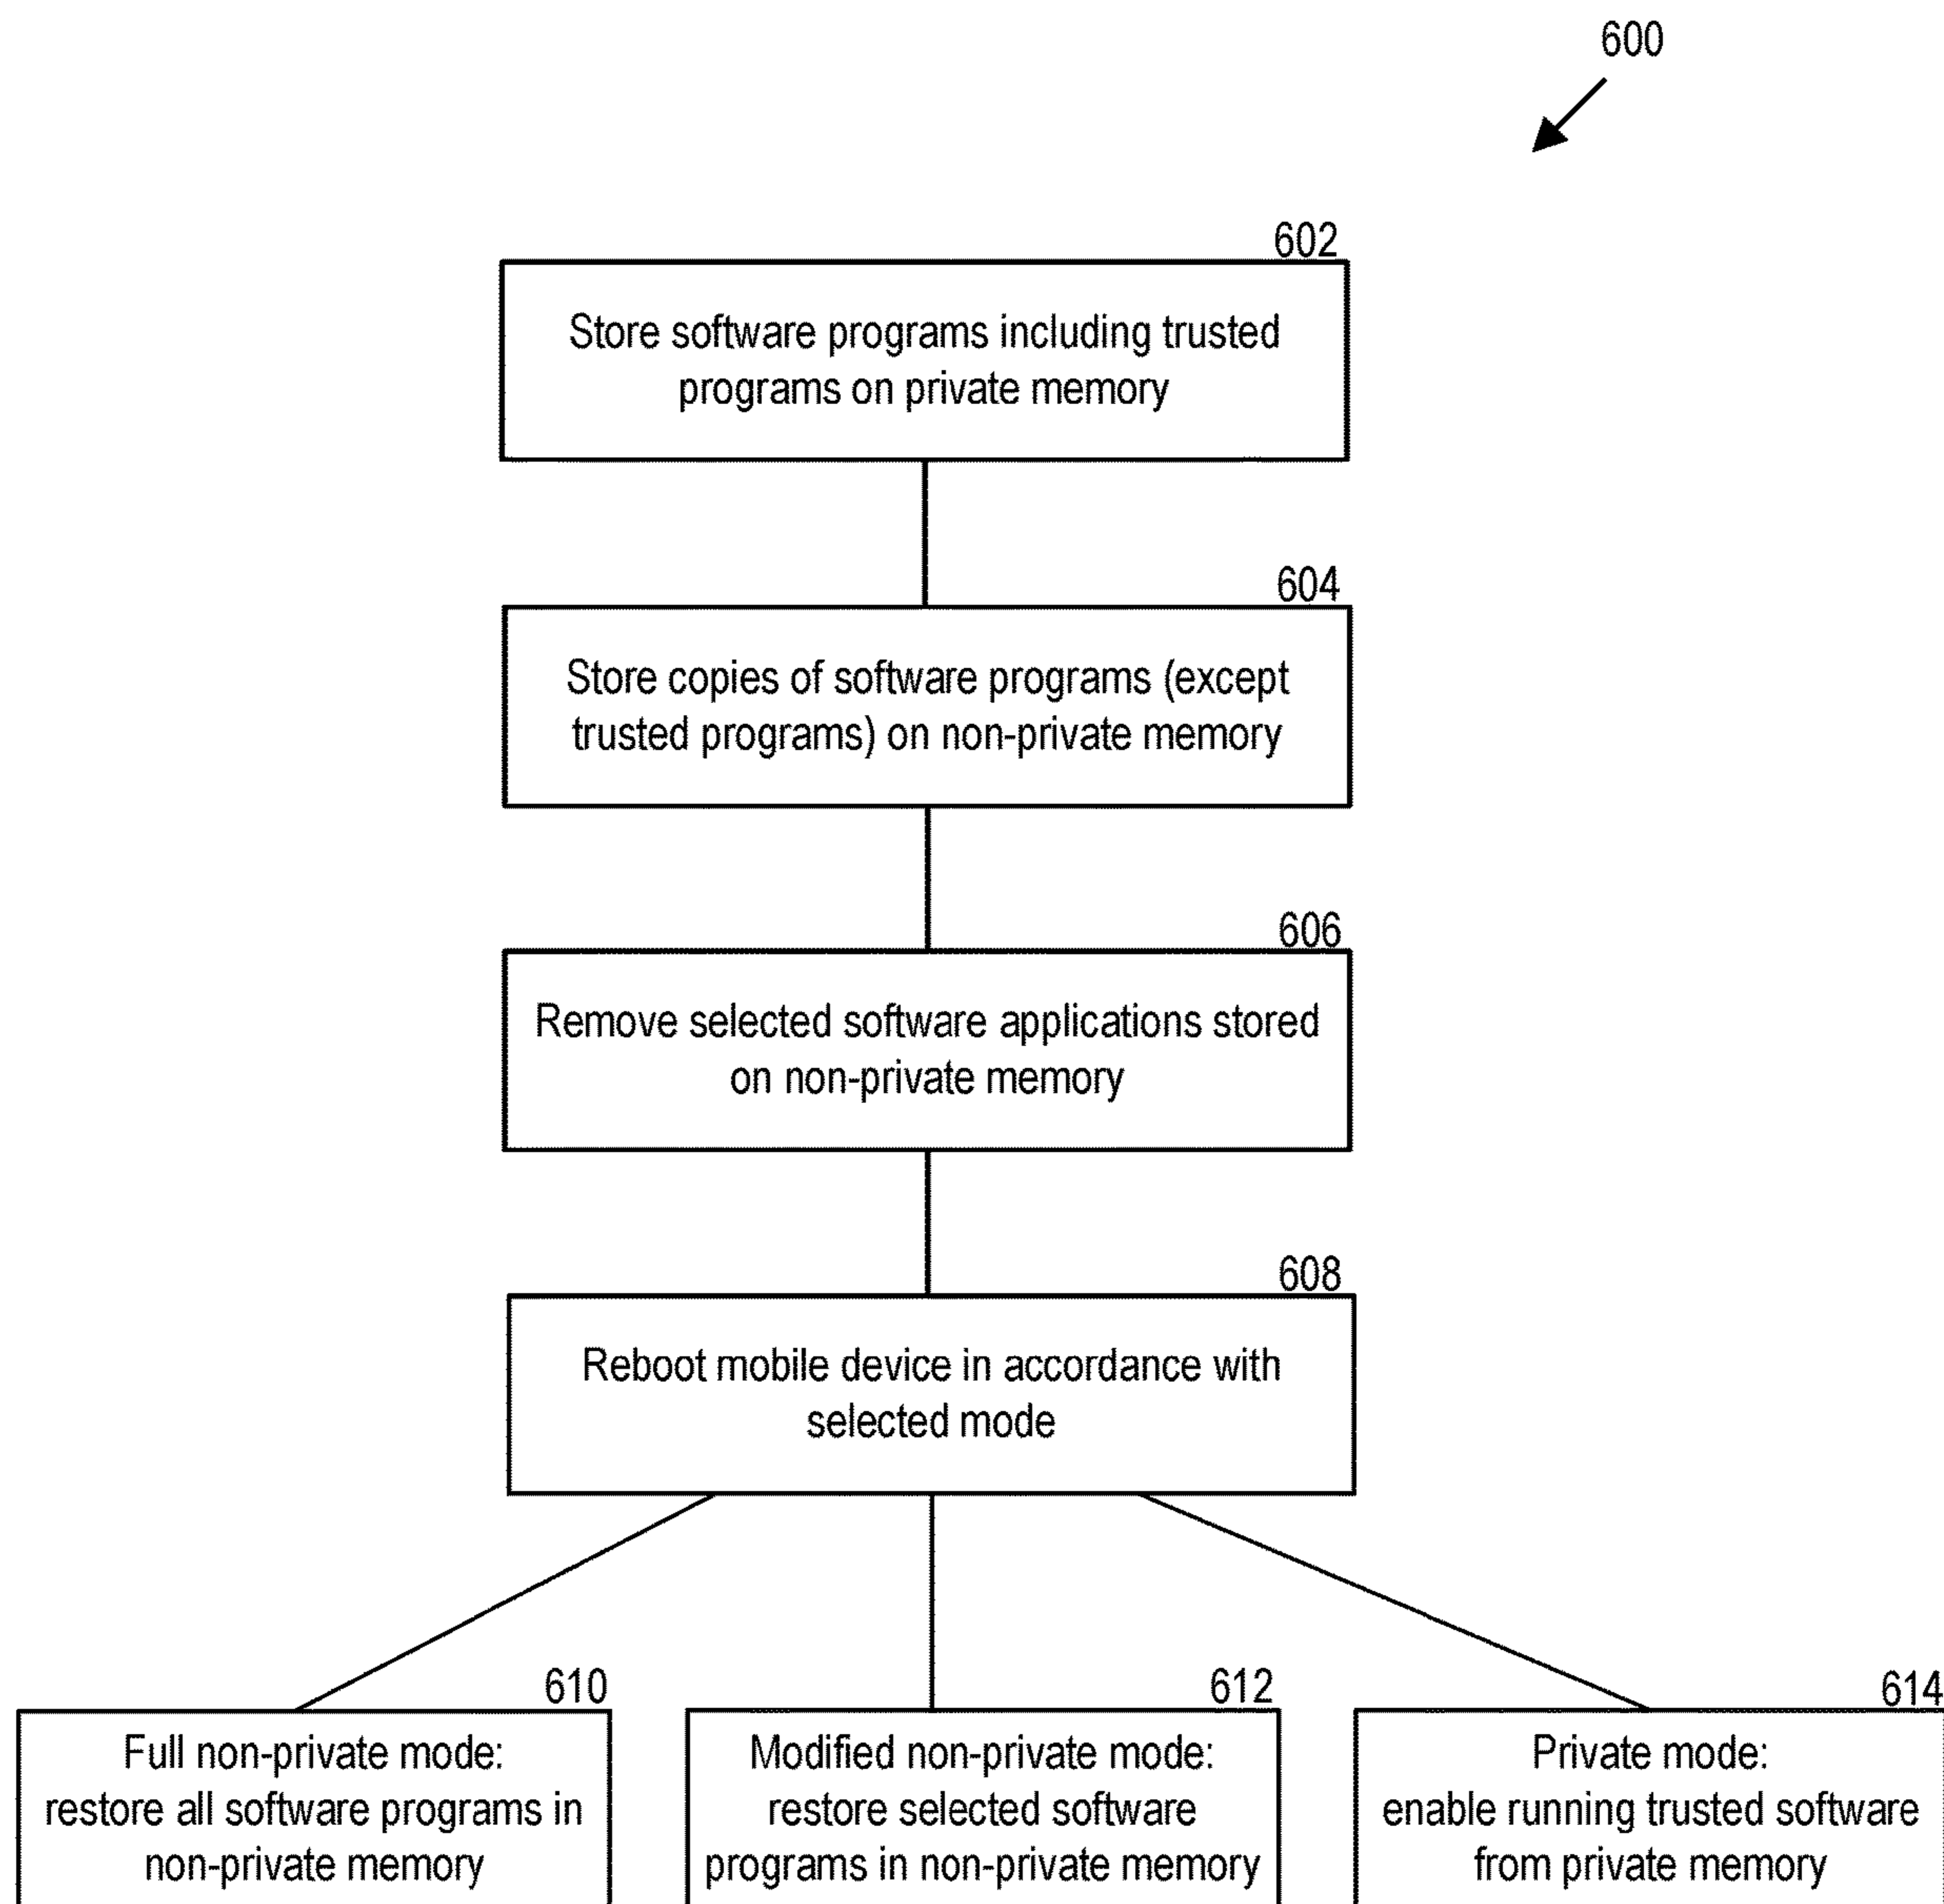 600
602
Store software programs including trusted
programs on private memory
604
Store copies of software programs (except
trusted programs) on non-private memory
606
Remove selected software applications stored
on non-private memory
608
Reboot mobile device in accordance with
selected mode
610
Full non-private mode:
restore all software programs in
non-private memory
612
Modified non-private mode:
restore selected software
programs in non-private memory
614
Private mode:
enable running trusted software
from private memory